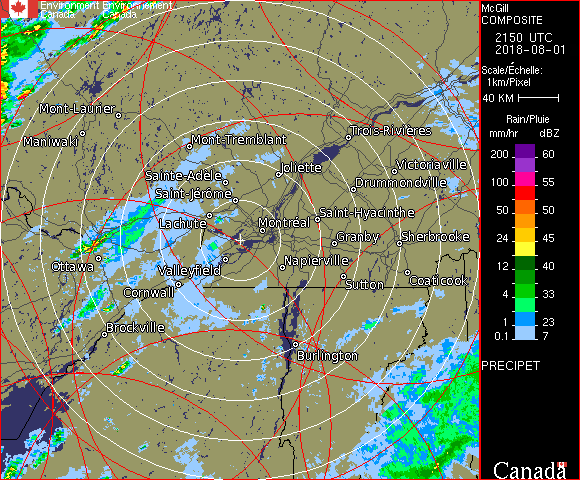 Environment Environnement
Canada Canada
McGill
COMPOSITE
2150 UTC
2018-08-01
Scale/Échelle:
1km/Pixel
40 KM
Rain/Pluie
mm/hr dBZ
200 60
100 55
50 50
24 45
12 40
4 33
1 23
0.1 7
PRECIPET
Canada
Mont-Laurier
Maniwaki
Mont-Tremblant
Trois-Rivières
Joliette
Victoriaville
Sainte-Adèle
Drummondville
Saint-Jérôme
Lachute
Saint-Hyacinthe
Montréal
Granby
Sherbrooke
Ottawa
Valleyfield
Napierville
Cornwall
Sutton
Coaticook
Brockville
Burlington